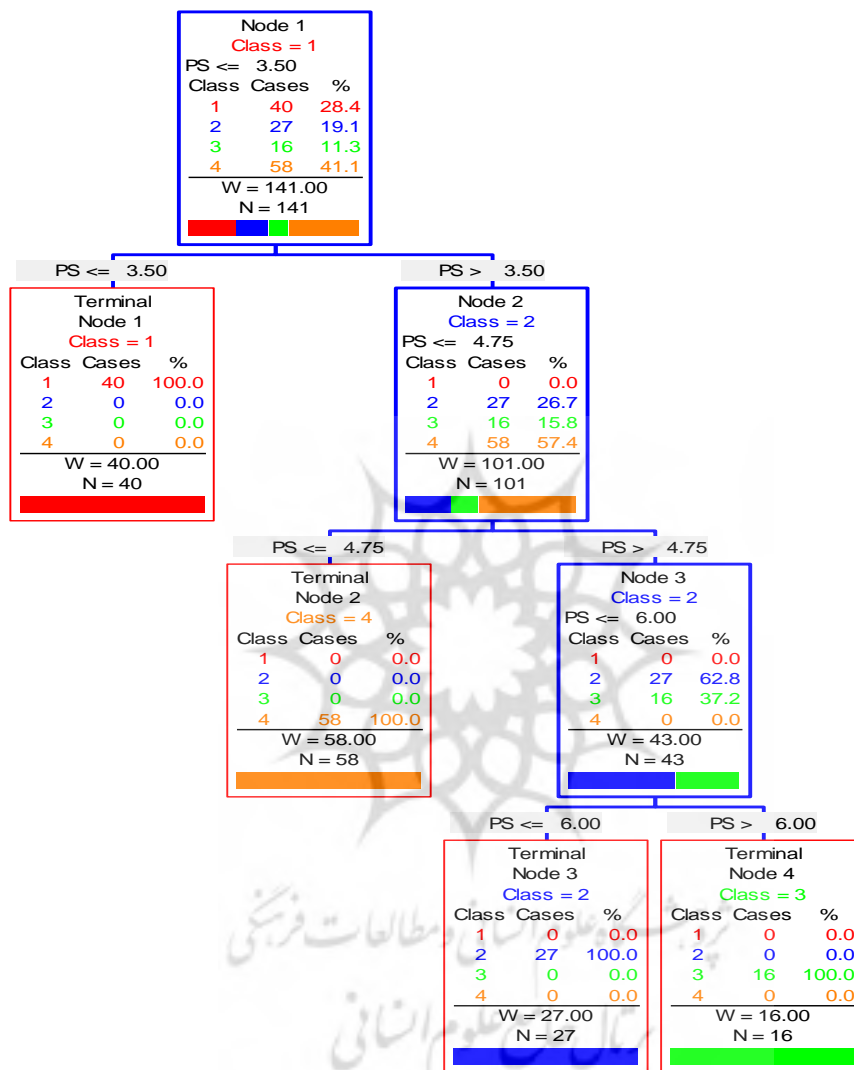 Node 1
Class = 1
PS <= 3.50
Class Cases %
1 40 28.4
2 27 19.1
3 16 11.3
4 58 41.1
W = 141.00
N = 141
PS <= 3.50
PS > 3.50
Terminal
Node 1
Class = 1
Class Cases %
1 40 100.0
2 0 0.0
3 0 0.0
4 0 0.0
W = 40.00
N = 40
Node 2
Class = 2
PS <= 4.75
Class Cases %
1 0 0.0
2 27 26.7
3 16 15.8
4 58 57.4
W = 101.00
N = 101
PS <= 4.75
PS > 4.75
Terminal
Node 2
Class = 4
Class Cases %
1 0 0.0
2 0 0.0
3 0 0.0
4 58 100.0
W = 58.00
N = 58
Node 3
Class = 2
PS <= 6.00
Class Cases %
1 0 0.0
2 27 62.8
3 16 37.2
4 0 0.0
W = 43.00
N = 43
PS <= 6.00
PS > 6.00
Terminal
Node 3
Class = 2
Class Cases %
1 0 0.0
2 27 100.0
3 0 0.0
4 0 0.0
W = 27.00
N = 27
Terminal
Node 4
Class = 3
Class Cases %
1 0 0.0
2 0 0.0
3 16 100.0
4 0 0.0
W = 16.00
N = 16
پژوهشگاه علوم انسانی و مطالعات فرهنگی
پرتال جامع علوم انسانی